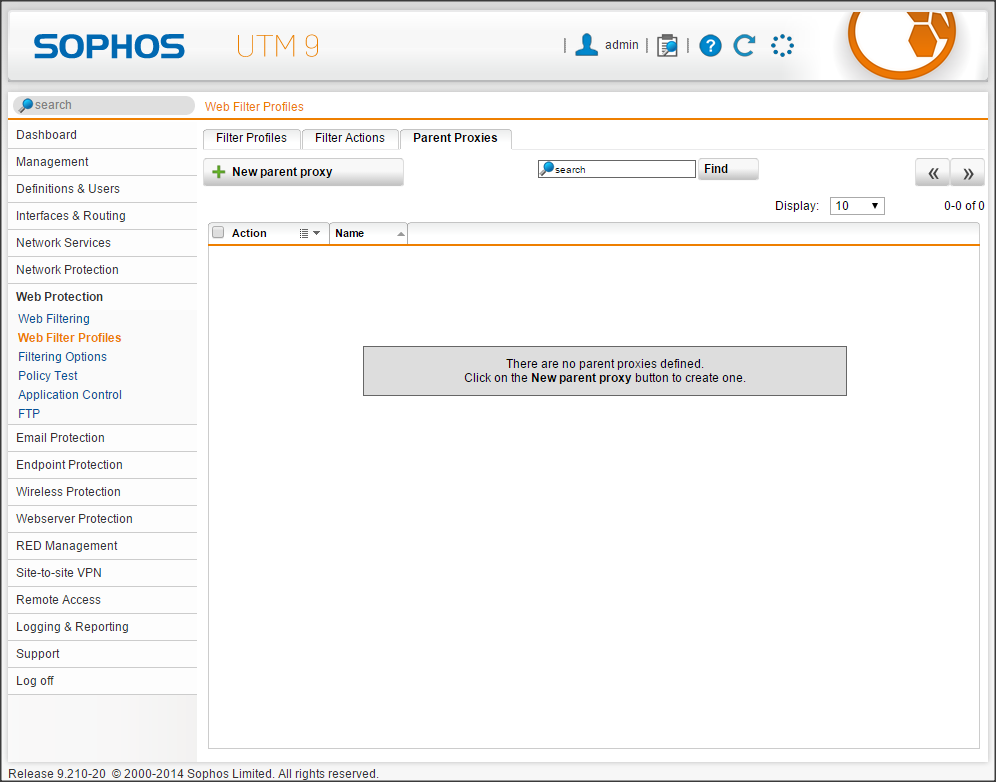 SOPHOS UTM 9 | admin | | ?
search Web Filter Profiles
Dashboard
Management
Definitions & Users
Interfaces & Routing
Network Services
Network Protection
Web Protection
Web Filtering
Web Filter Profiles
Filtering Options
Policy Test
Application Control
FTP
Email Protection
Endpoint Protection
Wireless Protection
Webserver Protection
RED Management
Site-to-site VPN
Remote Access
Logging & Reporting
Support
Log off
Filter Profiles Filter Actions Parent Proxies
New parent proxy search Find « »
Display: 10 0-0 of 0
Action Name
There are no parent proxies defined.
Click on the New parent proxy button to create one.
Release 9.210-20 © 2000-2014 Sophos Limited. All rights reserved.